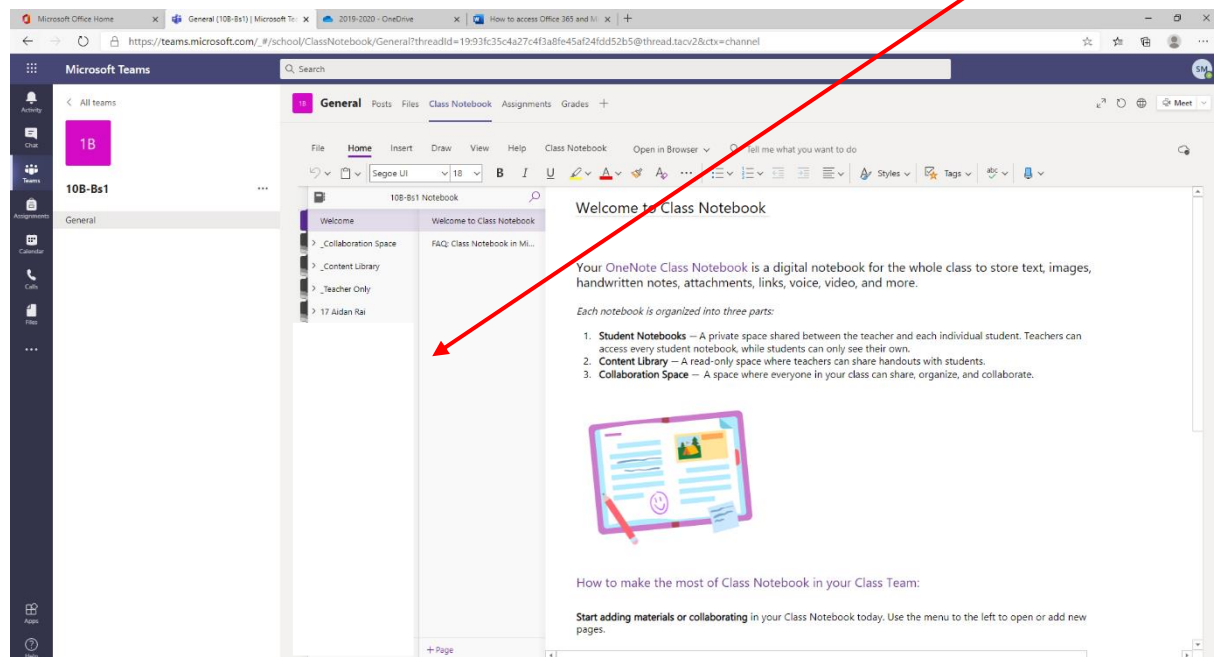 Microsoft Office Home
General (10B-Bs1) | Microsoft Te
2019-2020 - OneDrive
How to access Office 365 and Mi
https://teams.microsoft.com/_#/school/ClassNotebook/General?threadId=19:93fc35c4a27c4f3a8fe45af24fdd52b5@thread.tacv2&ctx=channel
Microsoft Teams
Search
SM
Activity
Chat
Teams
Assignments
Calendar
Calls
Files
Apps
Help
All teams
1B
10B-Bs1
General
1B General Posts Files Class Notebook Assignments Grades
Meet
File Home Insert Draw View Help Class Notebook Open in Browser Tell me what you want to do
Segoe UI 18 B I U A A Styles Tags abc
10B-Bs1 Notebook
Welcome
_Collaboration Space
_Content Library
_Teacher Only
17 Aidan Rai
Welcome to Class Notebook
FAQ: Class Notebook in Mi...
+ Page
Welcome to Class Notebook
Your OneNote Class Notebook is a digital notebook for the whole class to store text, images,
handwritten notes, attachments, links, voice, video, and more.
Each notebook is organized into three parts:
1. Student Notebooks — A private space shared between the teacher and each individual student. Teachers can
access every student notebook, while students can only see their own.
2. Content Library — A read-only space where teachers can share handouts with students.
3. Collaboration Space — A space where everyone in your class can share, organize, and collaborate.
How to make the most of Class Notebook in your Class Team:
Start adding materials or collaborating in your Class Notebook today. Use the menu to the left to open or add new
pages.